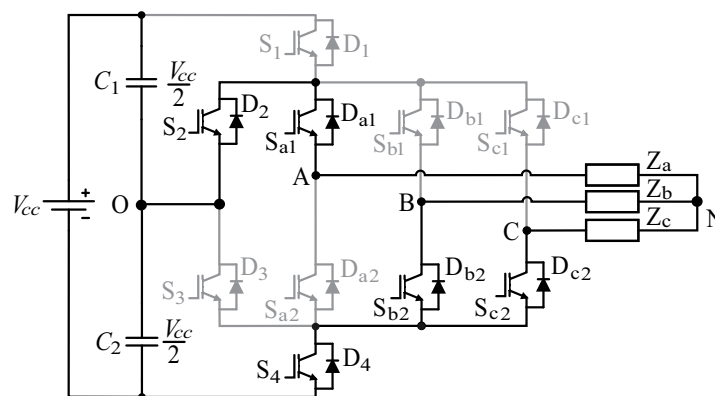 S1 D1
C1 Vcc/2
S2 D2 Sa1 Da1 Sb1 Db1 Sc1 Dc1
A Za
Vcc + - O B Zb N
C Zc
S3 D3 Sa2 Da2 Sb2 Db2 Sc2 Dc2
C2 Vcc/2
S4 D4